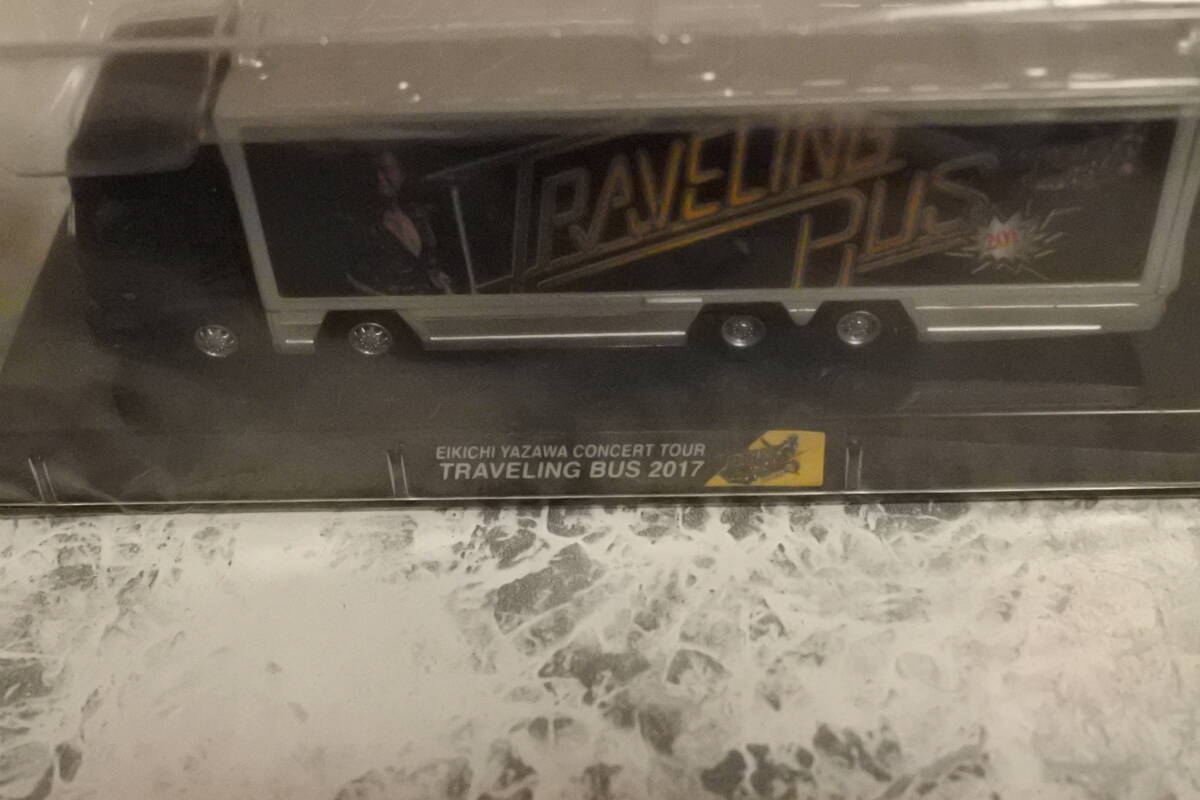 TRAVELING
BUS
EIKICHI YAZAWA CONCERT TOUR
TRAVELING BUS 2017